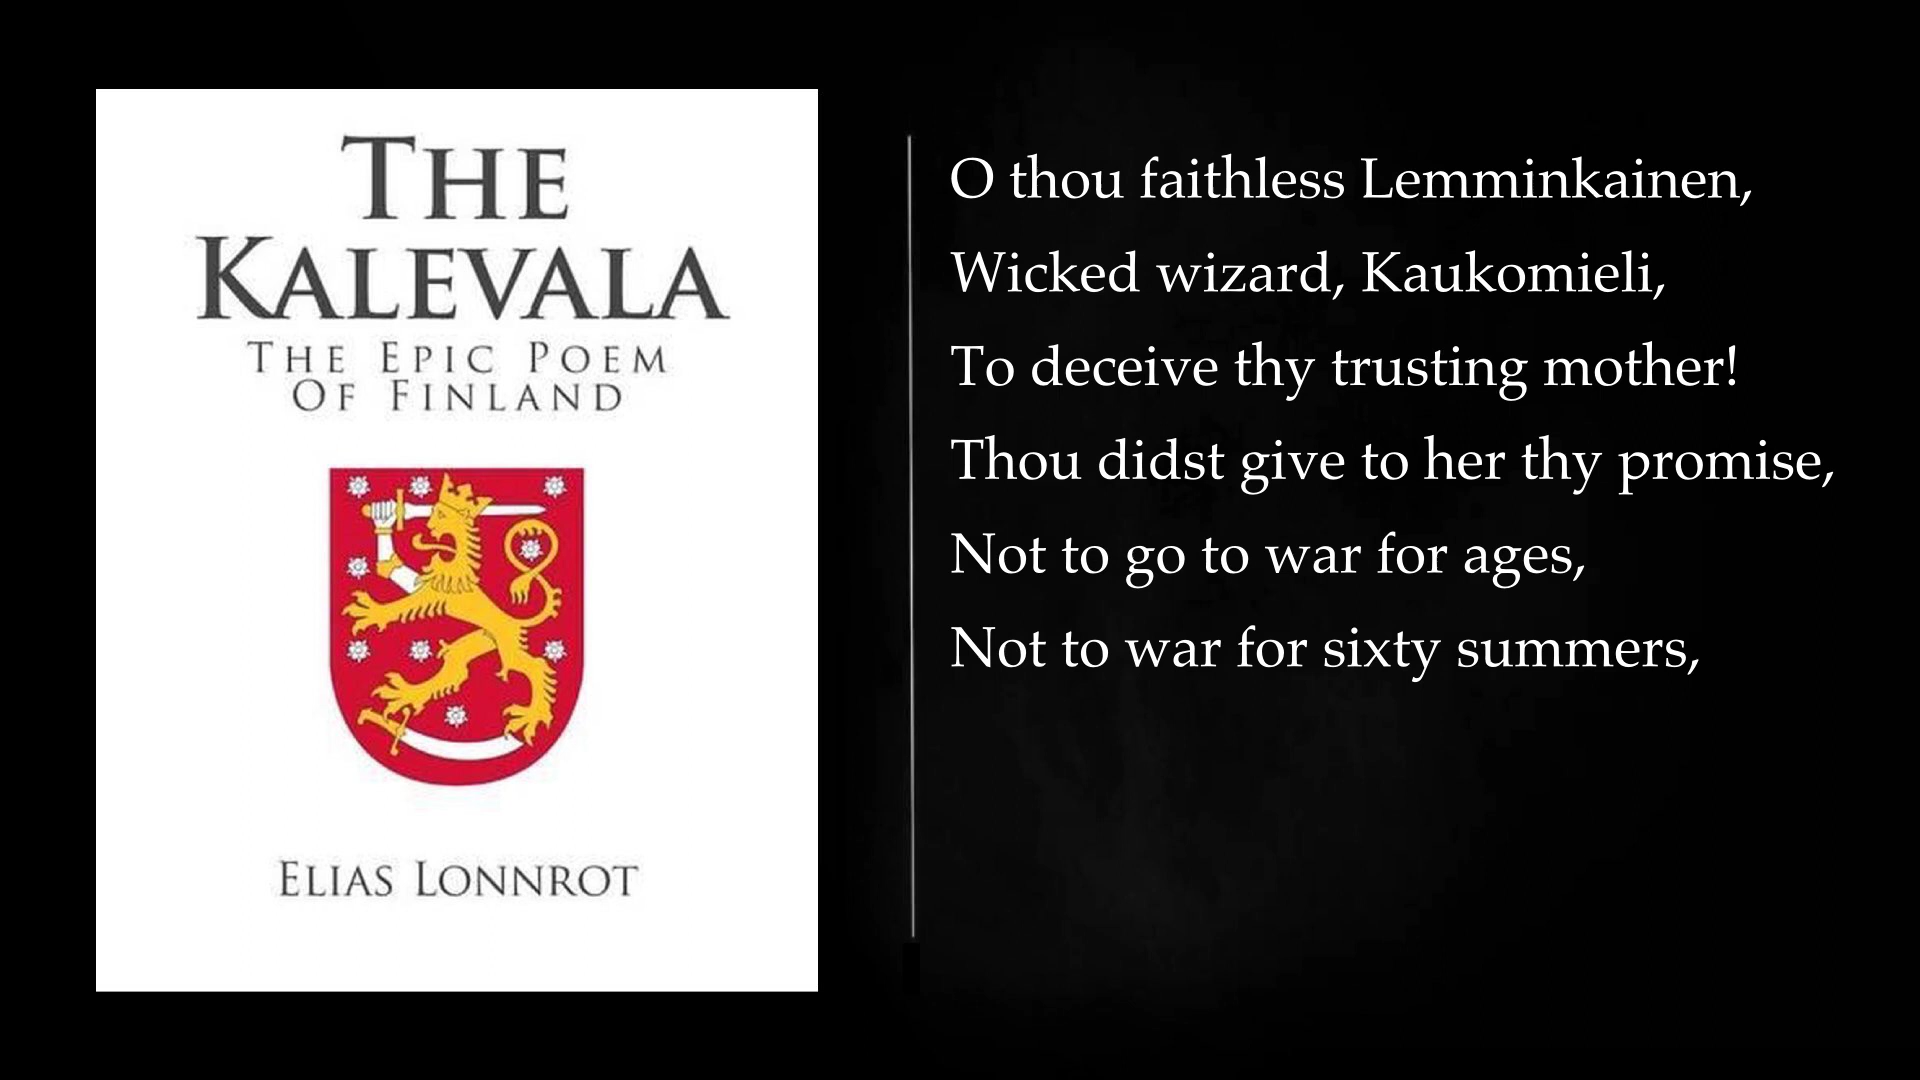 THE
KALEVALA
THE EPIC POEM
OF FINLAND
ELIAS LONNROT
O thou faithless Lemminkainen,
Wicked wizard, Kaukomieli,
To deceive thy trusting mother!
Thou didst give to her thy promise,
Not to go to war for ages,
Not to war for sixty summers,